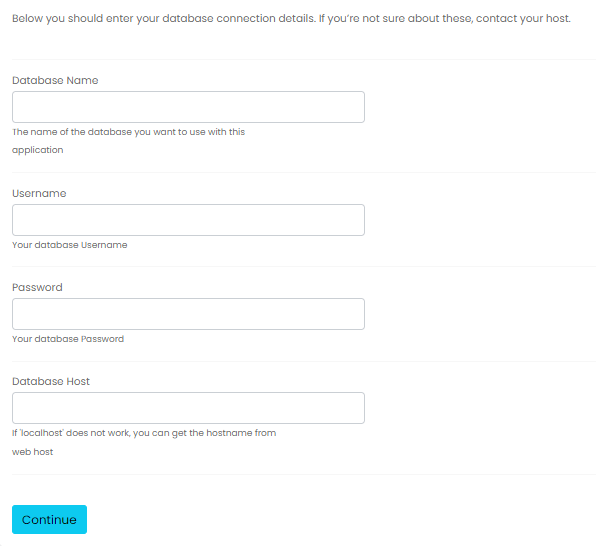 Below you should enter your database connection details. If you’re not sure about these, contact your host.
Database Name
The name of the database you want to use with this
application
Username
Your database Username
Password
Your database Password
Database Host
If 'localhost' does not work, you can get the hostname from
web host
Continue